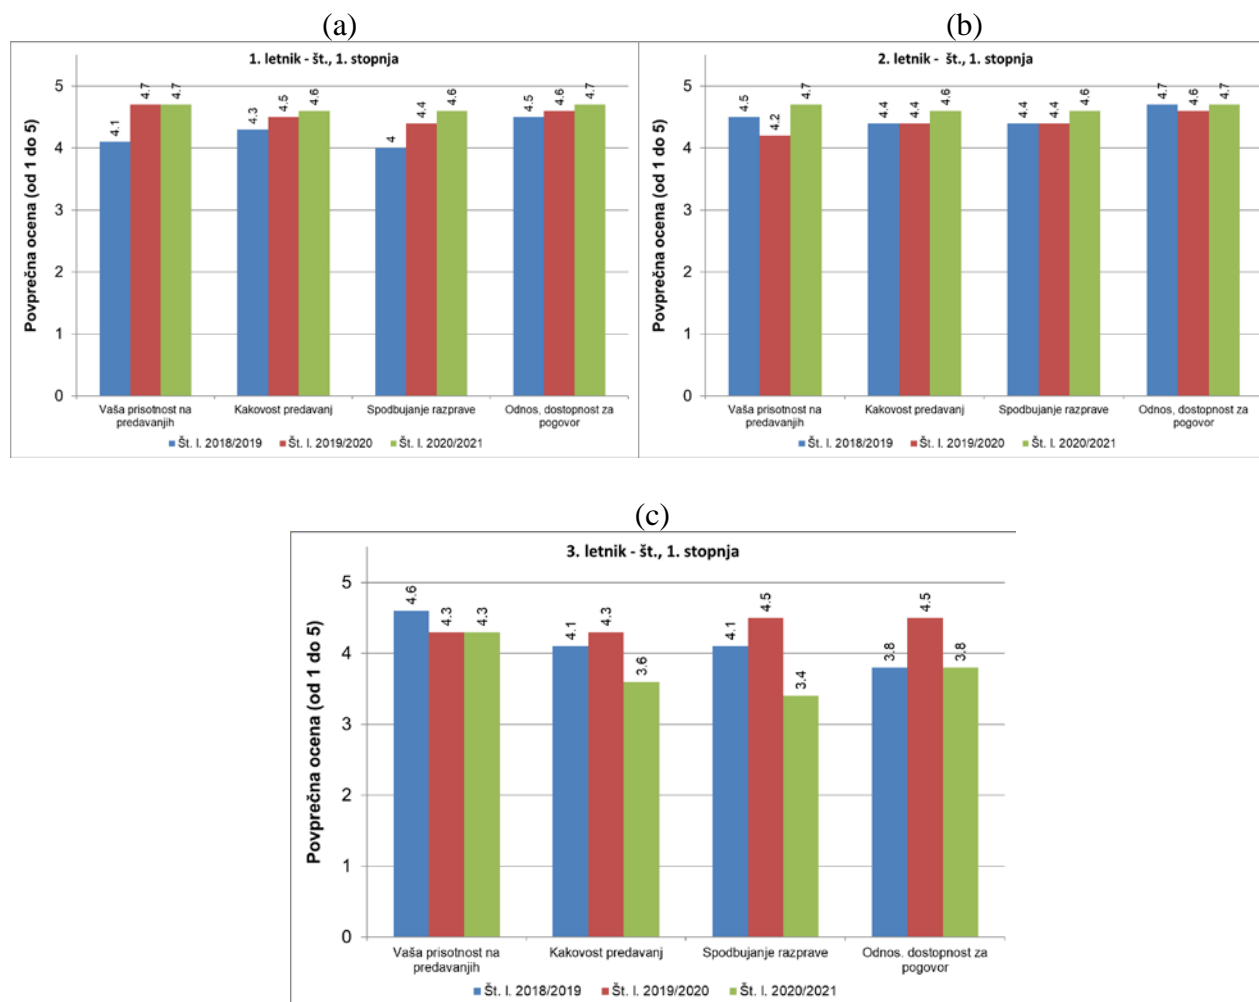 (a)
1. letnik - št., 1. stopnja
Povprečna ocena (od 1 do 5)
5
4
3
2
1
0
4.1
4.7
4.7
4.3
4.5
4.6
4
4.4
4.6
4.5
4.6
4.7
Vaša prisotnost na
predavanjih
Kakovost predavanj
Spodbujanje razprave
Odnos, dostopnost za
pogovor
Št. l. 2018/2019
Št. l. 2019/2020
Št. l. 2020/2021
(b)
2. letnik - št., 1. stopnja
Povprečna ocena (od 1 do 5)
5
4
3
2
1
0
4.5
4.2
4.7
4.4
4.4
4.6
4.4
4.4
4.6
4.7
4.6
4.7
Vaša prisotnost na
predavanjih
Kakovost predavanj
Spodbujanje razprave
Odnos, dostopnost za
pogovor
Št. l. 2018/2019
Št. l. 2019/2020
Št. l. 2020/2021
(c)
3. letnik - št., 1. stopnja
Povprečna ocena (od 1 do 5)
5
4
3
2
1
0
4.6
4.3
4.3
4.1
4.3
3.6
4.1
4.5
3.4
3.8
4.5
3.8
Vaša prisotnost na
predavanjih
Kakovost predavanj
Spodbujanje razprave
Odnos. dostopnost za
pogovor
Št. l. 2018/2019
Št. l. 2019/2020
Št. l. 2020/2021